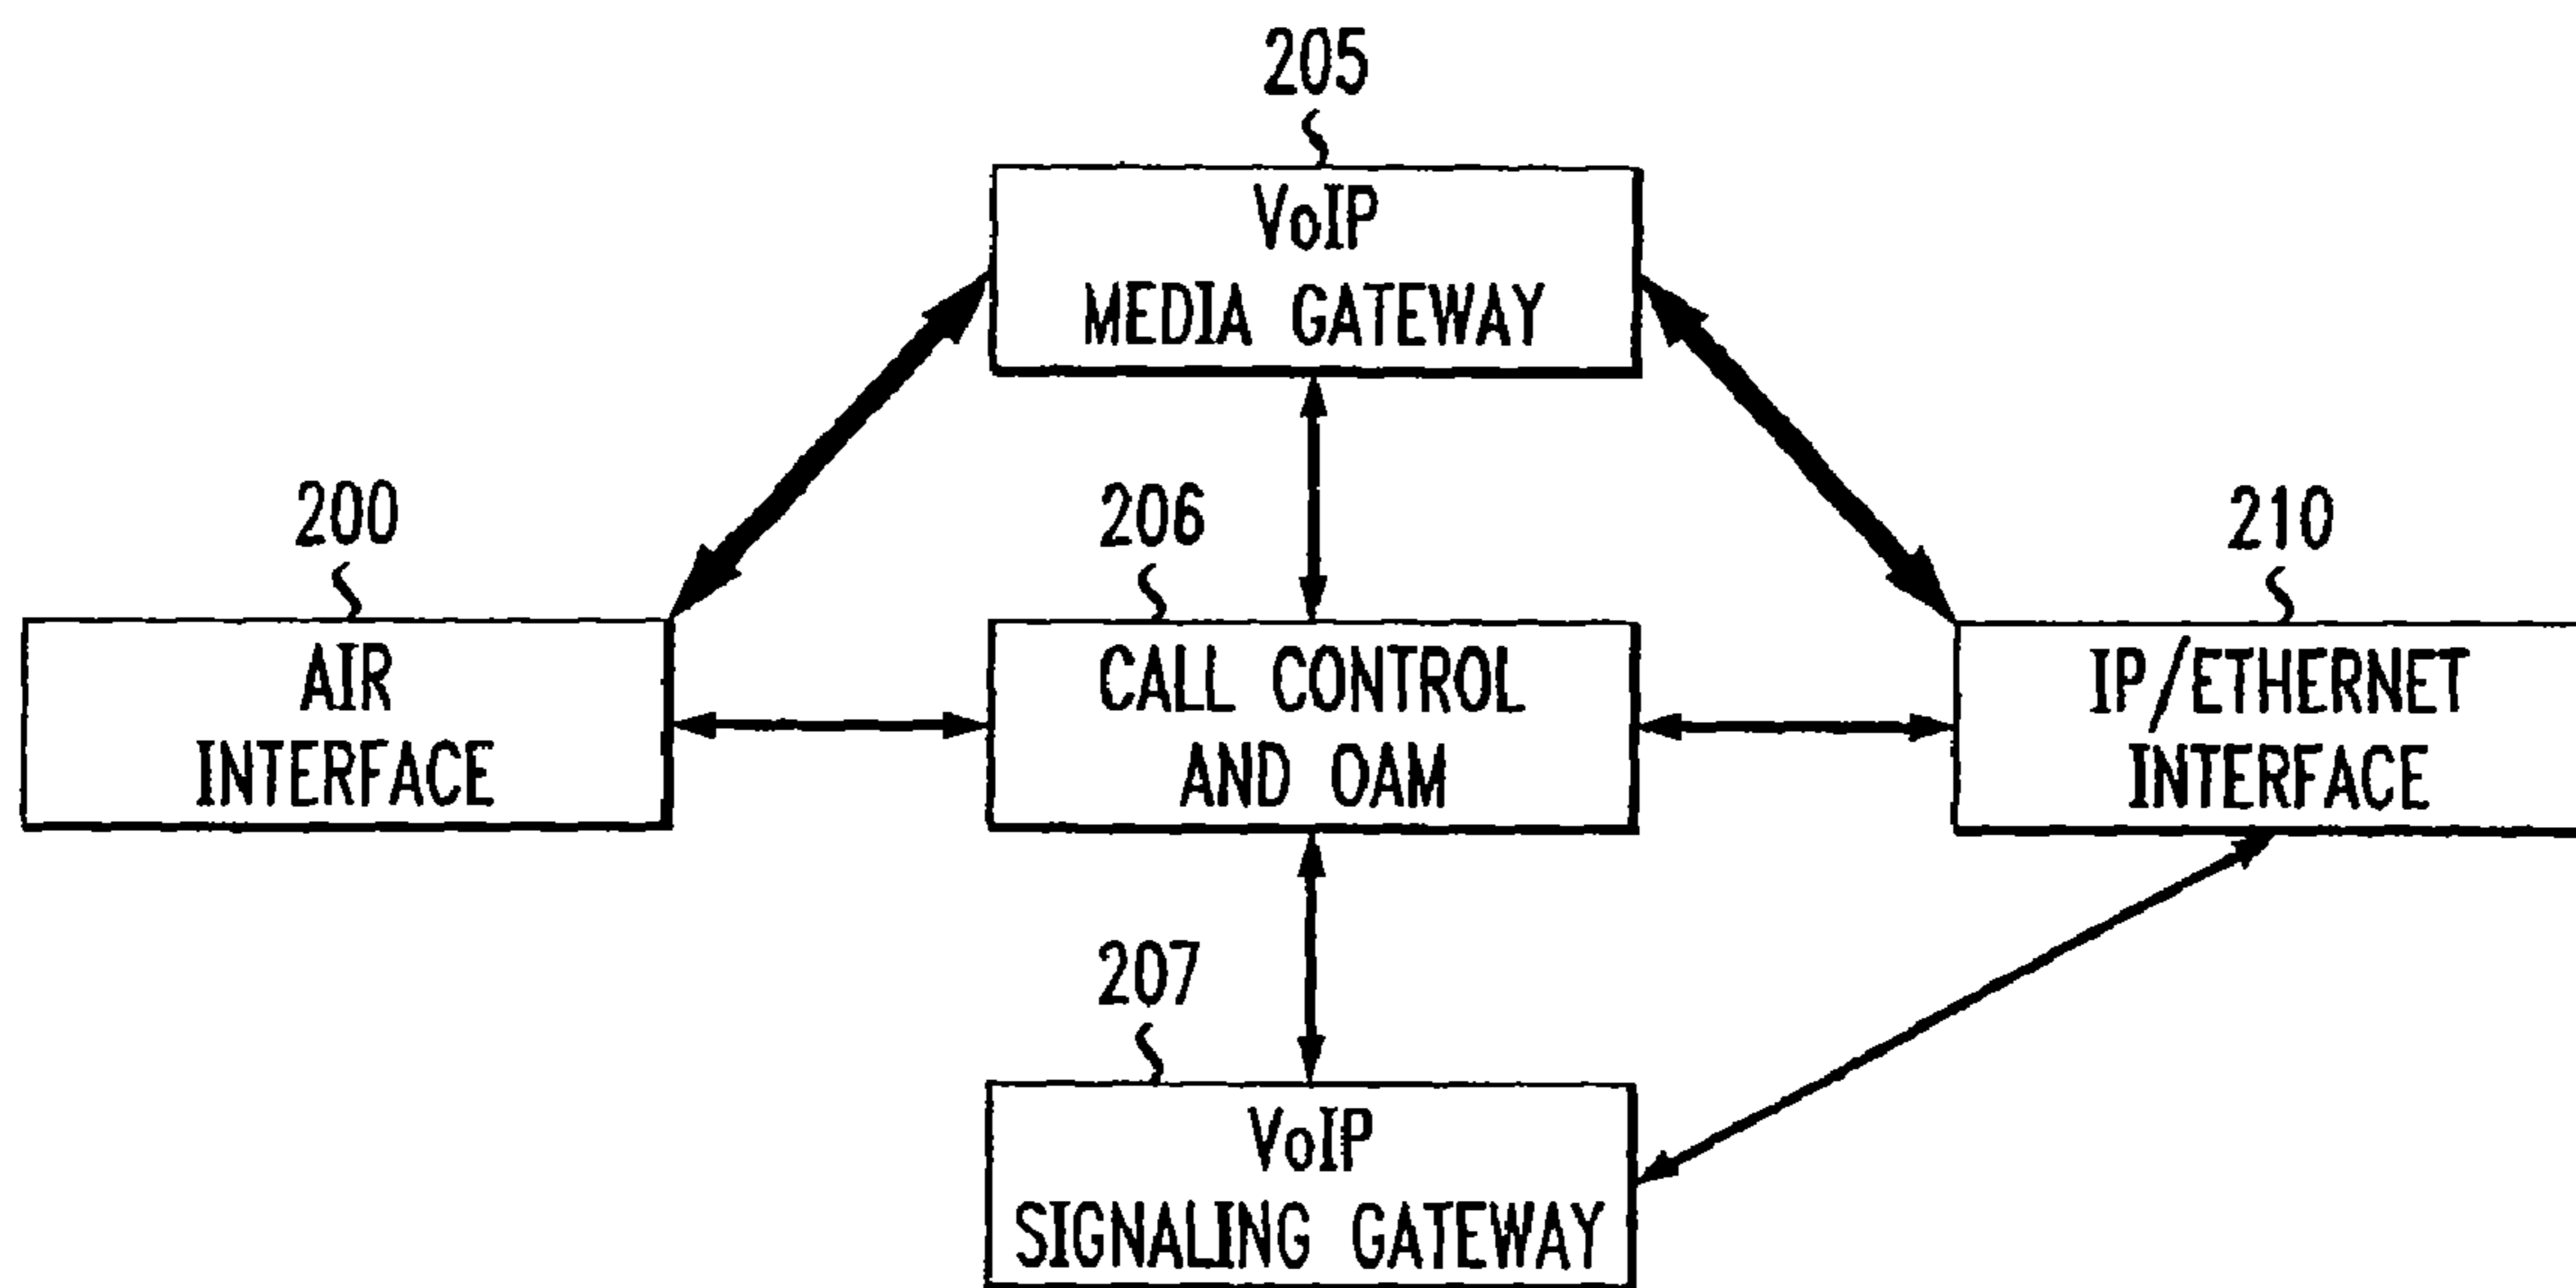 205
VoIP
MEDIA GATEWAY
200
206
210
AIR
INTERFACE
CALL CONTROL
AND OAM
IP/ETHERNET
INTERFACE
207
VoIP
SIGNALING GATEWAY